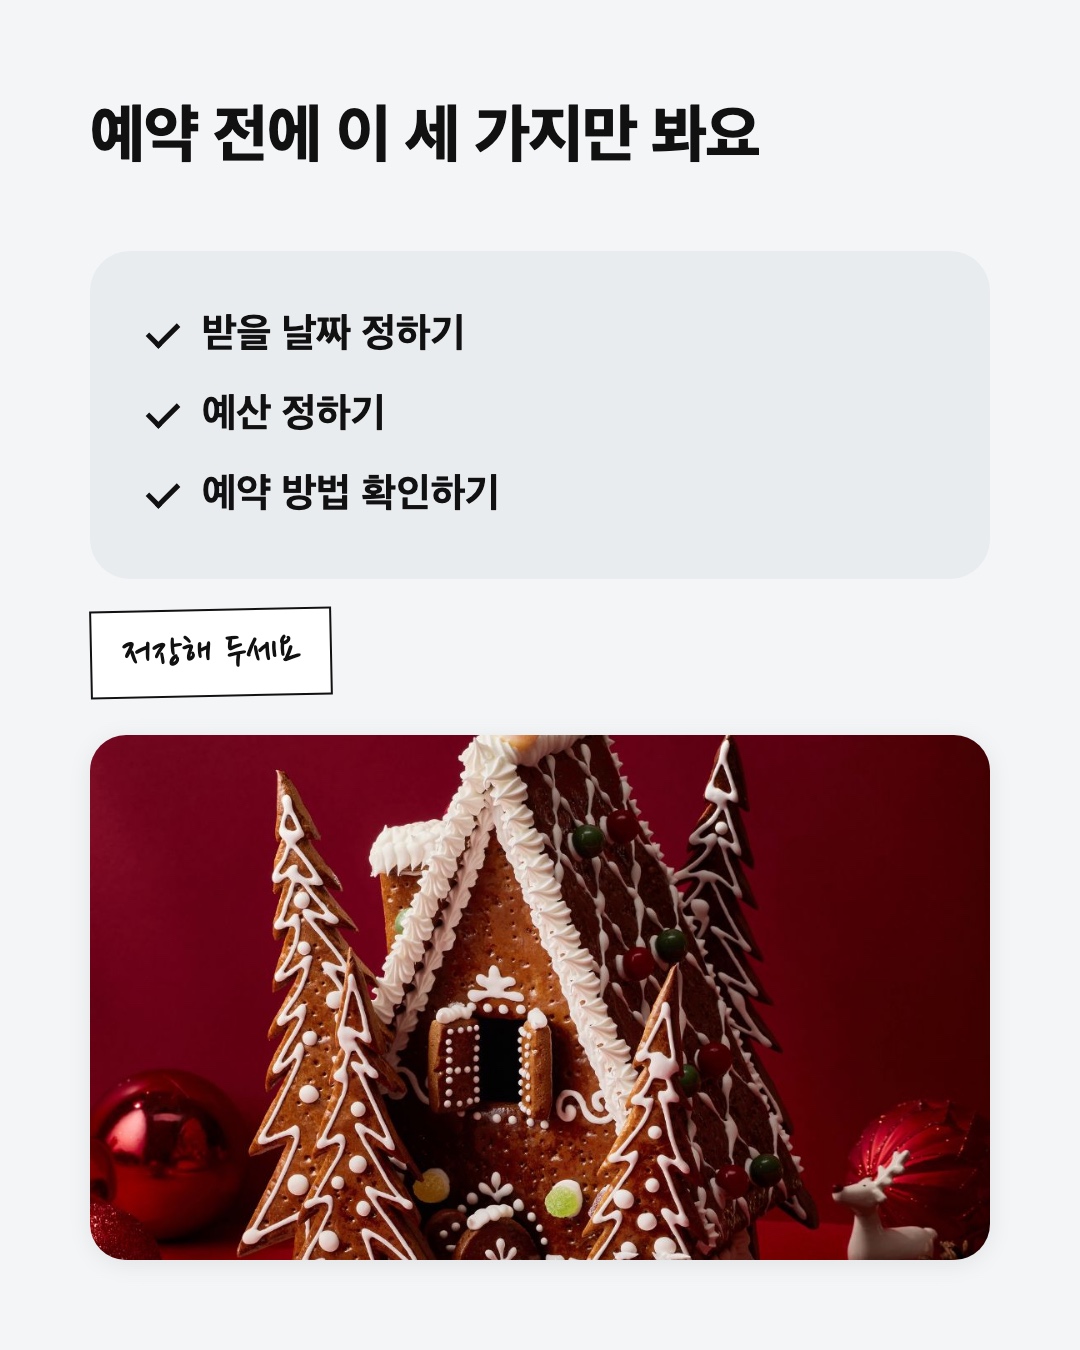 예약 전에 이 세 가지만 봐요
받을 날짜 정하기
예산 정하기
예약 방법 확인하기
저장해 두세요